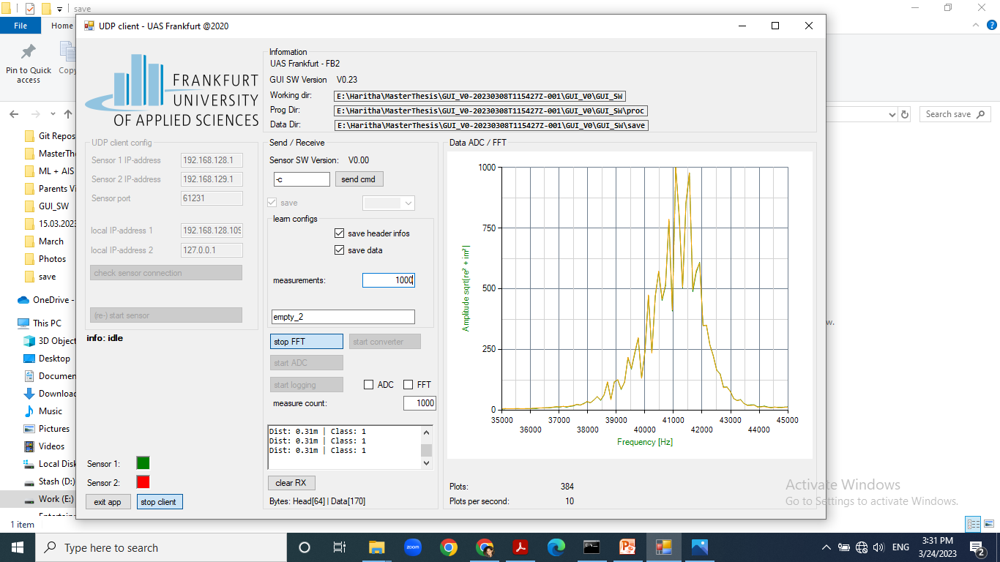 save
File
Home
UDP client - UAS Frankfurt @2020
Pin to Quick access
Copy
FRANKFURT
UNIVERSITY
OF APPLIED SCIENCES
Information
UAS Frankfurt - FB2
GUI SW Version V0.23
Working dir: E:\Haritha\MasterThesis\GUI_V0-20230308T115427Z-001\GUI_V0\GUI_SW
Prog Dir: E:\Haritha\MasterThesis\GUI_V0-20230308T115427Z-001\GUI_V0\GUI_SW\proc
Data Dir: E:\Haritha\MasterThesis\GUI_V0-20230308T115427Z-001\GUI_V0\GUI_SW\save
Search save
Git Repos
MasterThe
ML + AIS
Parents Vi
GUI_SW
15.03.2023
March
Photos
save
OneDrive -
This PC
3D Object
Desktop
Documen
Downloac
Music
Pictures
Videos
Local Disk
Stash (D:)
Work (E:)
1 item
UDP client config
Sensor 1 IP-address 192.168.128.1
Sensor 2 IP-address 192.168.129.1
Sensor port 61231
local IP-address 1 192.168.128.105
local IP-address 2 127.0.0.1
check sensor connection
(re-) start sensor
info: idle
Sensor 1:
Sensor 2:
exit app
stop client
Send / Receive
Sensor SW Version: V0.00
-c
send cmd
save
learn configs
save header infos
save data
measurements: 1000
empty_2
stop FFT
start converter
start ADC
start logging
ADC
FFT
measure count: 1000
Dist: 0.31m | Class: 1
Dist: 0.31m | Class: 1
Dist: 0.31m | Class: 1
clear RX
Bytes: Head[64] | Data[170]
Data ADC / FFT
1000
750
500
250
0
Amplitude sqrt[re² + im²]
35000
36000
37000
38000
39000
40000
41000
42000
43000
44000
45000
Frequency [Hz]
Plots: 384
Plots per second: 10
w.
Activate Windows
Go to Settings to activate Windows.
Type here to search
zoom
ENG
3:31 PM
3/24/2023
2